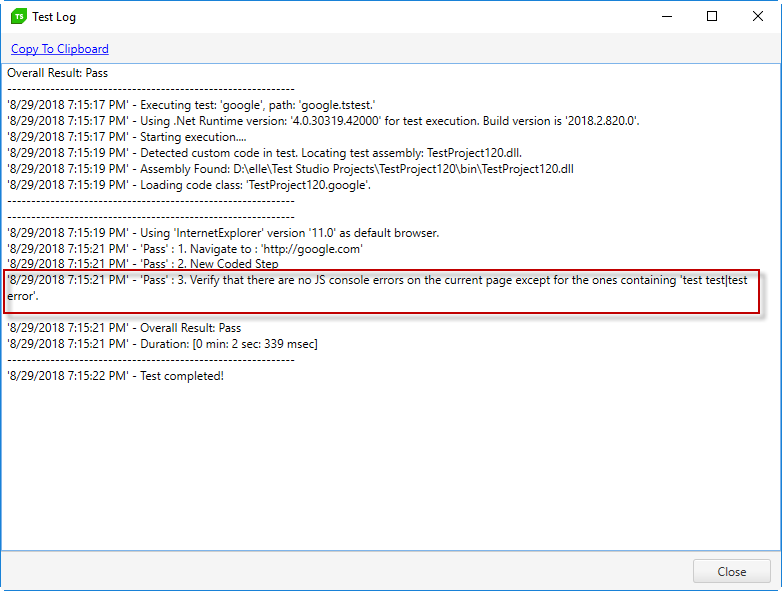 TS Test Log
Copy To Clipboard
Overall Result: Pass
------------------------------------------------------------
'8/29/2018 7:15:17 PM' - Executing test: 'google', path: 'google.tstest.'
'8/29/2018 7:15:17 PM' - Using .Net Runtime version: '4.0.30319.42000' for test execution. Build version is '2018.2.820.0'.
'8/29/2018 7:15:17 PM' - Starting execution....
'8/29/2018 7:15:19 PM' - Detected custom code in test. Locating test assembly: TestProject120.dll.
'8/29/2018 7:15:19 PM' - Assembly Found: D:\elle\Test Studio Projects\TestProject120\bin\TestProject120.dll
'8/29/2018 7:15:19 PM' - Loading code class: 'TestProject120.google'.
------------------------------------------------------------
------------------------------------------------------------
'8/29/2018 7:15:19 PM' - Using 'InternetExplorer' version '11.0' as default browser.
'8/29/2018 7:15:21 PM' - 'Pass' : 1. Navigate to : 'http://google.com'
'8/29/2018 7:15:21 PM' - 'Pass' : 2. New Coded Step
'8/29/2018 7:15:21 PM' - 'Pass' : 3. Verify that there are no JS console errors on the current page except for the ones containing 'test test|test
error'.
'8/29/2018 7:15:21 PM' - Overall Result: Pass
'8/29/2018 7:15:21 PM' - Duration: [0 min: 2 sec: 339 msec]
------------------------------------------------------------
'8/29/2018 7:15:22 PM' - Test completed!
Close